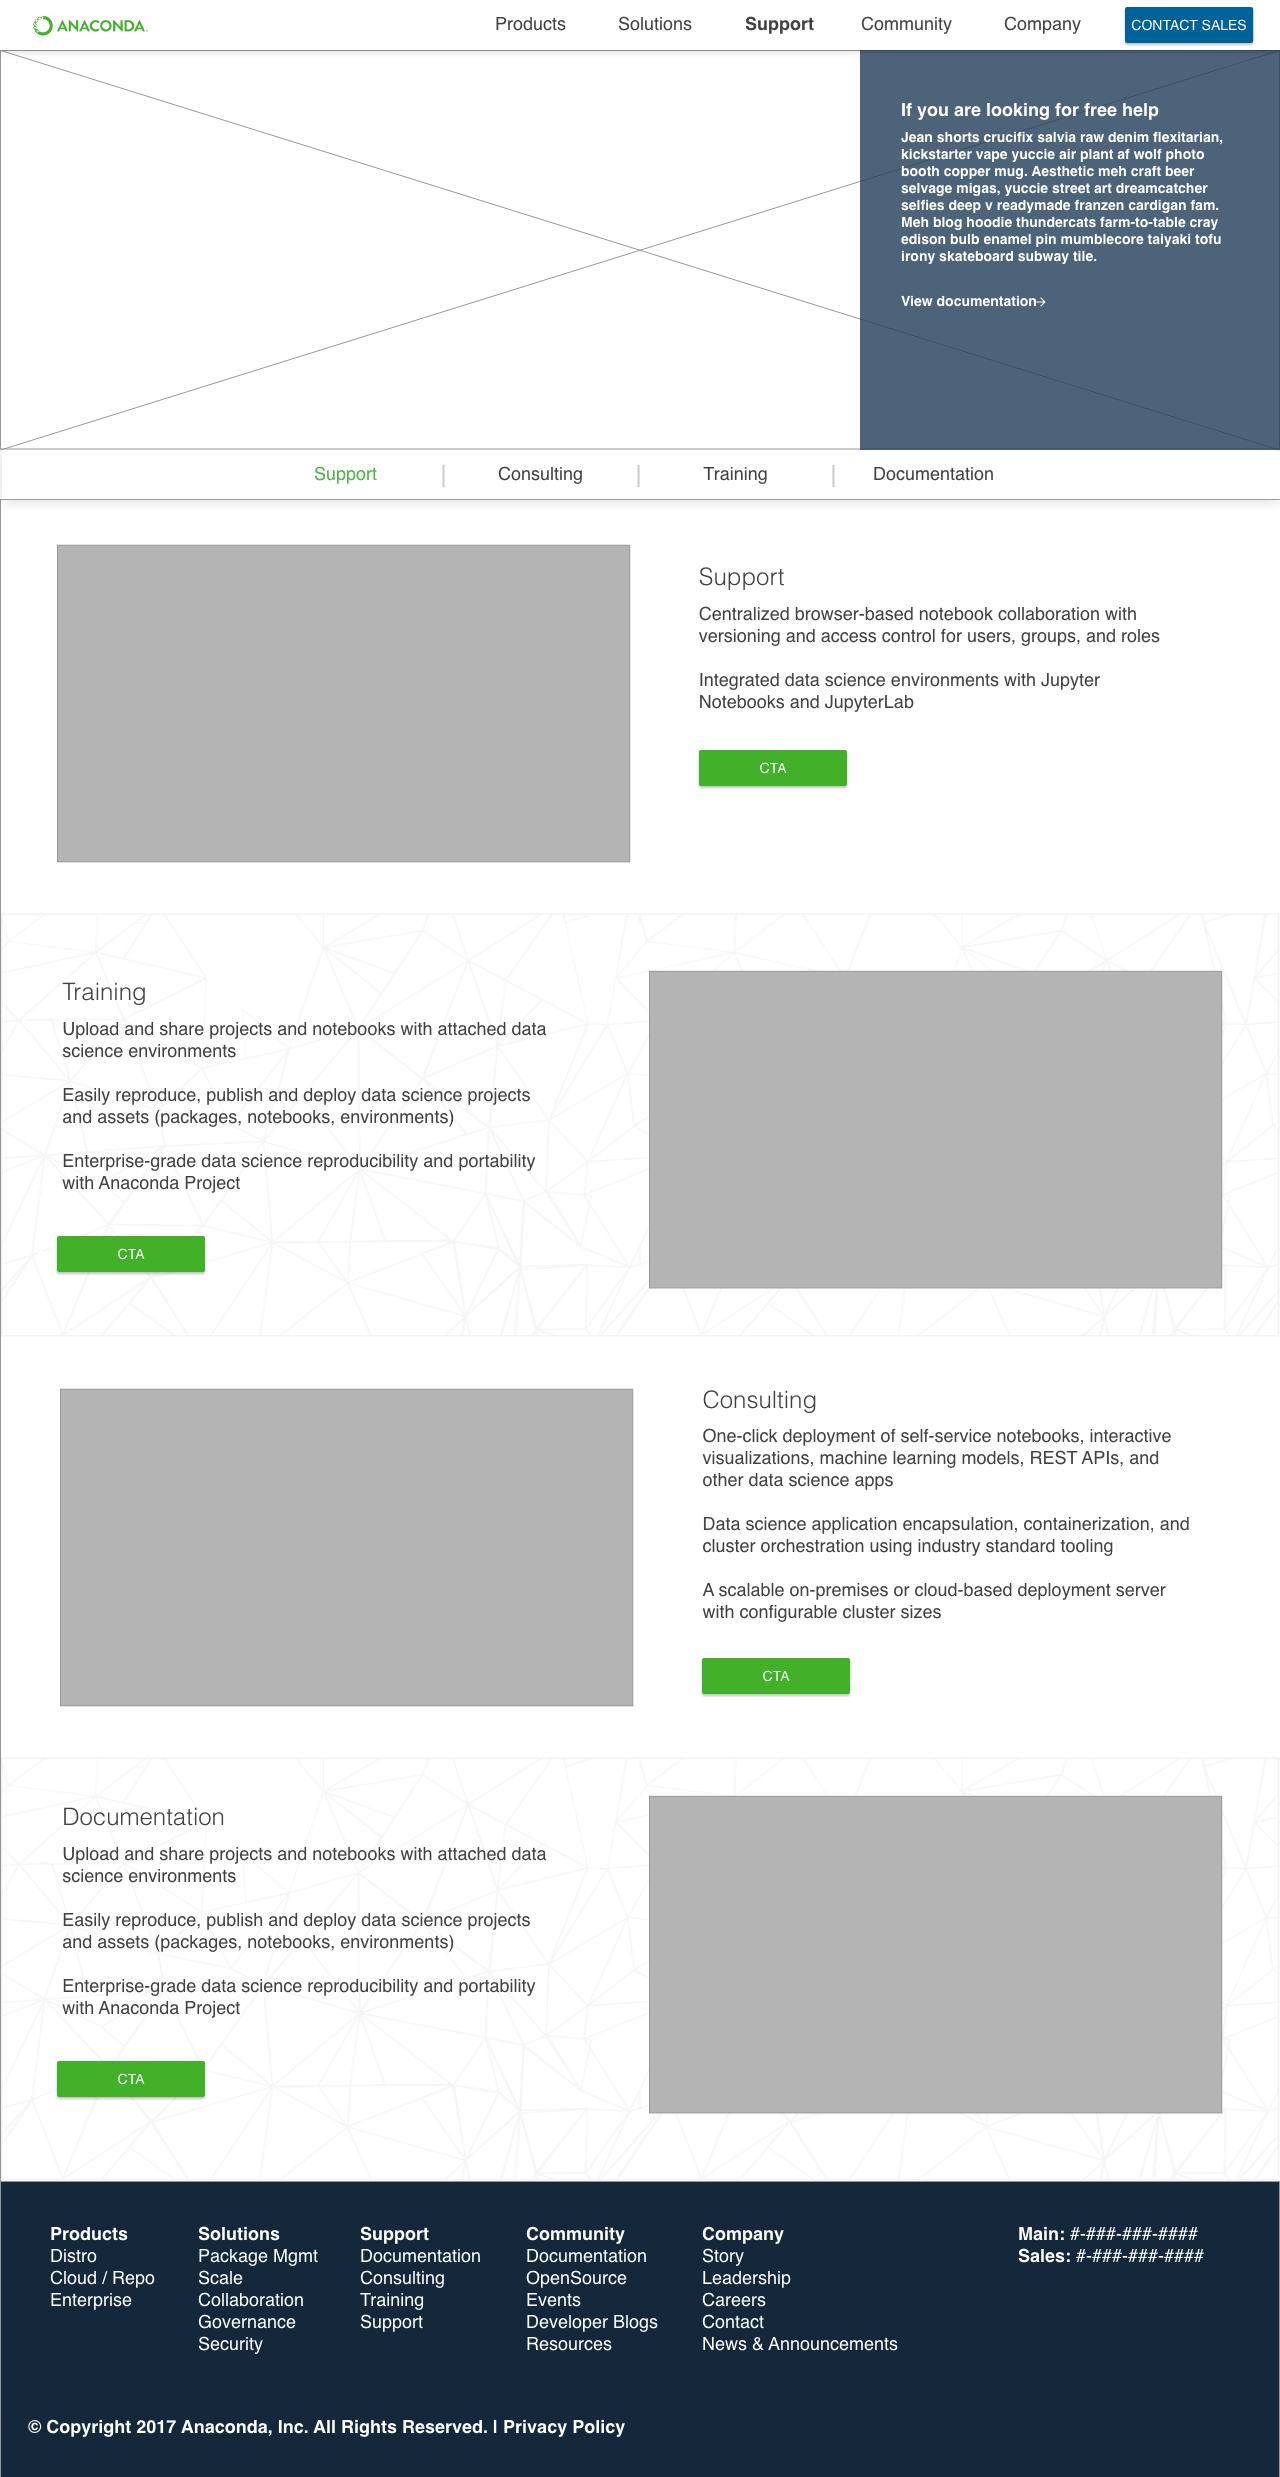 ANACONDA.
Products Solutions Support Community Company CONTACT SALES
If you are looking for free help
Jean shorts crucifix salvia raw denim flexitarian,
kickstarter vape yuccie air plant af wolf photo
booth copper mug. Aesthetic meh craft beer
selvage migas, yuccie street art dreamcatcher
selfies deep v readymade franzen cardigan fam.
Meh blog hoodie thundercats farm-to-table cray
edison bulb enamel pin mumblecore taiyaki tofu
irony skateboard subway tile.
View documentation→
Support | Consulting | Training | Documentation
Support
Centralized browser-based notebook collaboration with
versioning and access control for users, groups, and roles
Integrated data science environments with Jupyter
Notebooks and JupyterLab
CTA
Training
Upload and share projects and notebooks with attached data
science environments
Easily reproduce, publish and deploy data science projects
and assets (packages, notebooks, environments)
Enterprise-grade data science reproducibility and portability
with Anaconda Project
CTA
Consulting
One-click deployment of self-service notebooks, interactive
visualizations, machine learning models, REST APIs, and
other data science apps
Data science application encapsulation, containerization, and
cluster orchestration using industry standard tooling
A scalable on-premises or cloud-based deployment server
with configurable cluster sizes
CTA
Documentation
Upload and share projects and notebooks with attached data
science environments
Easily reproduce, publish and deploy data science projects
and assets (packages, notebooks, environments)
Enterprise-grade data science reproducibility and portability
with Anaconda Project
CTA
Products
Distro
Cloud / Repo
Enterprise
Solutions
Package Mgmt
Scale
Collaboration
Governance
Security
Support
Documentation
Consulting
Training
Support
Community
Documentation
OpenSource
Events
Developer Blogs
Resources
Company
Story
Leadership
Careers
Contact
News & Announcements
Main: #-###-###-####
Sales: #-###-###-####
© Copyright 2017 Anaconda, Inc. All Rights Reserved. | Privacy Policy